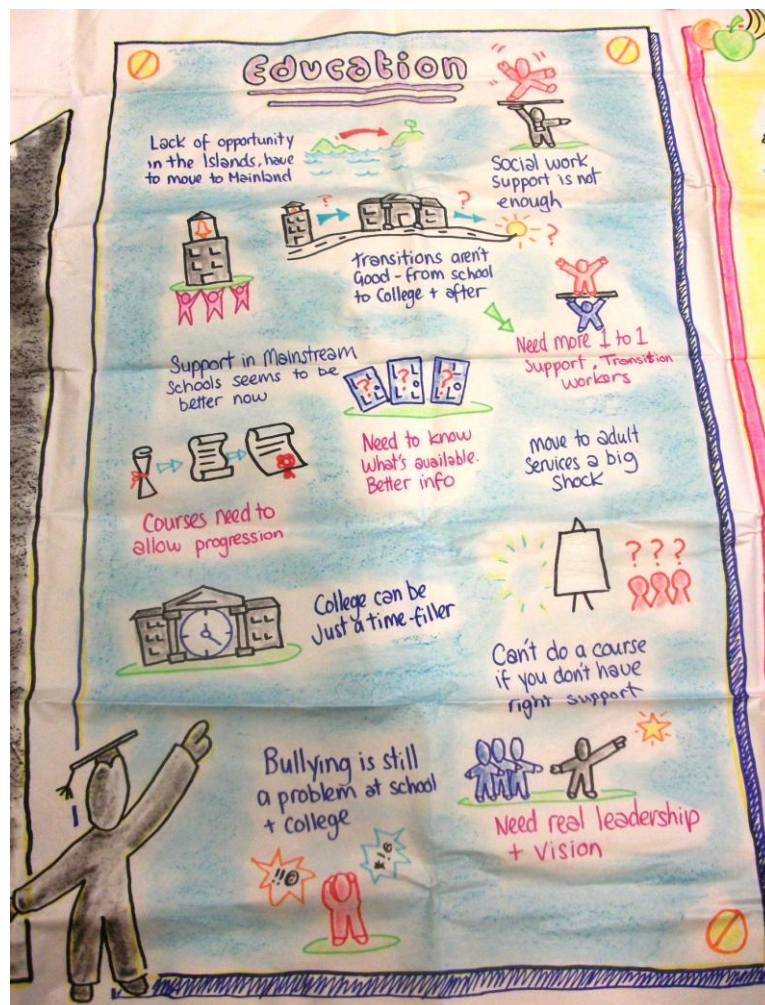 Education
Lack of opportunity
in the Islands, have
to move to Mainland
Social work
support is not
enough
?
?
?
transitions aren't
Good - from school
to College + after
Need more 1 to 1
Support, Transition
workers
Support in Mainstream
Schools seems to be
better now
? ? ?
Need to know
what's available.
Better info
move to adult
services a big
shock
Courses need to
allow progression
? ? ?
College can be
Just a time-filler
Can't do a course
if you don't have
right support
Bullying is still
a problem at school
+ college
Need real leadership
+ Vision